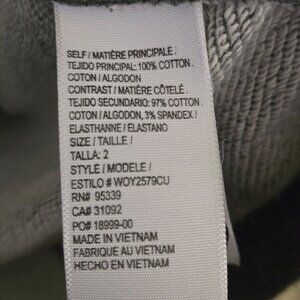 SELF / MATIÈRE PRINCIPALE /
TEJIDO PRINCIPAL: 100% COTTON /
COTON / ALGODON
CONTRAST / MATIÈRE CÔTELÉ /
TEJIDO SECUNDARIO: 97% COTTON /
COTON / ALGODON, 3% SPANDEX /
ELASTHANNE / ELASTANO
SIZE / TAILLE /
TALLA: 2
STYLE / MODELE /
ESTILO # WOY2579CU
RN# 95339
CA# 31092
PO# 18999-00
MADE IN VIETNAM
FABRIQUE AU VIETNAM
HECHO EN VIETNAM